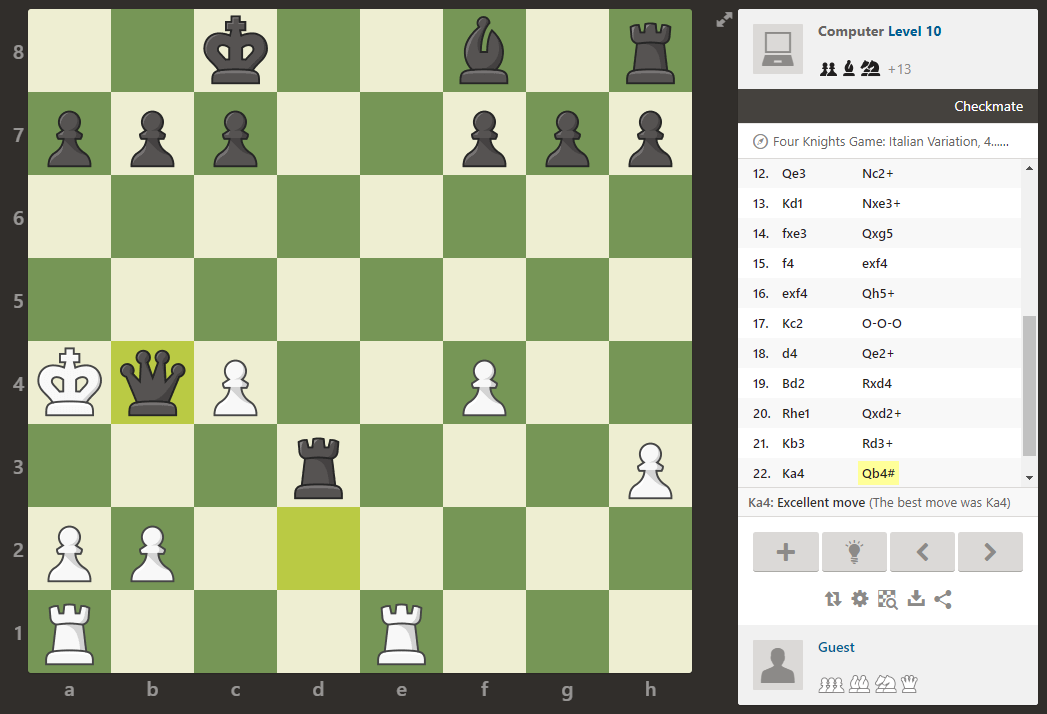 8
7
6
5
4
3
2
1
a b c d e f g h
Computer Level 10
+13
Checkmate
Four Knights Game: Italian Variation, 4......
12. Qe3 Nc2+
13. Kd1 Nxe3+
14. fxe3 Qxg5
15. f4 exf4
16. exf4 Qh5+
17. Kc2 O-O-O
18. d4 Qe2+
19. Bd2 Rxd4
20. Rhe1 Qxd2+
21. Kb3 Rd3+
22. Ka4 Qb4#
Ka4: Excellent move (The best move was Ka4)
Guest